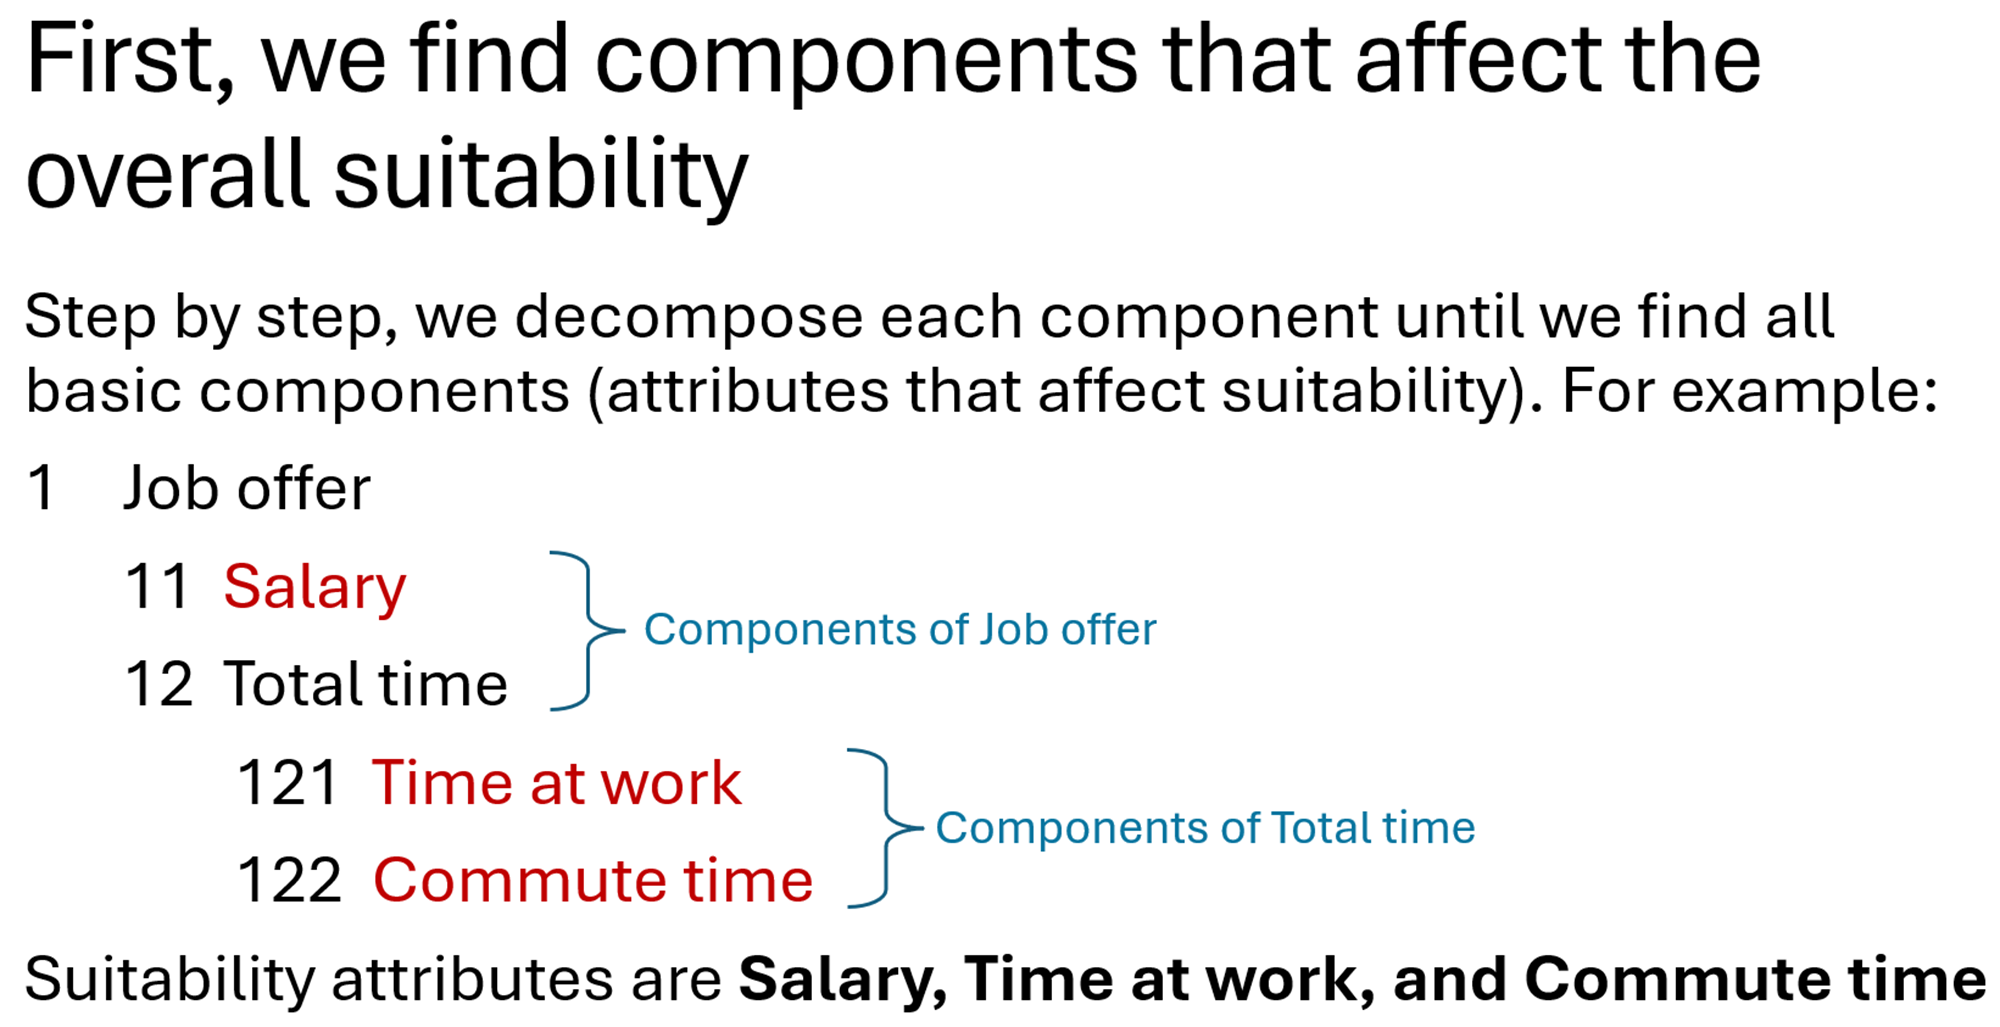 First, we find components that affect the
overall suitability
Step by step, we decompose each component until we find all
basic components (attributes that affect suitability). For example:
1 Job offer
11 Salary
Components of Job offer
12 Total time
121 Time at work
Components of Total time
122 Commute time
Suitability attributes are Salary, Time at work, and Commute time